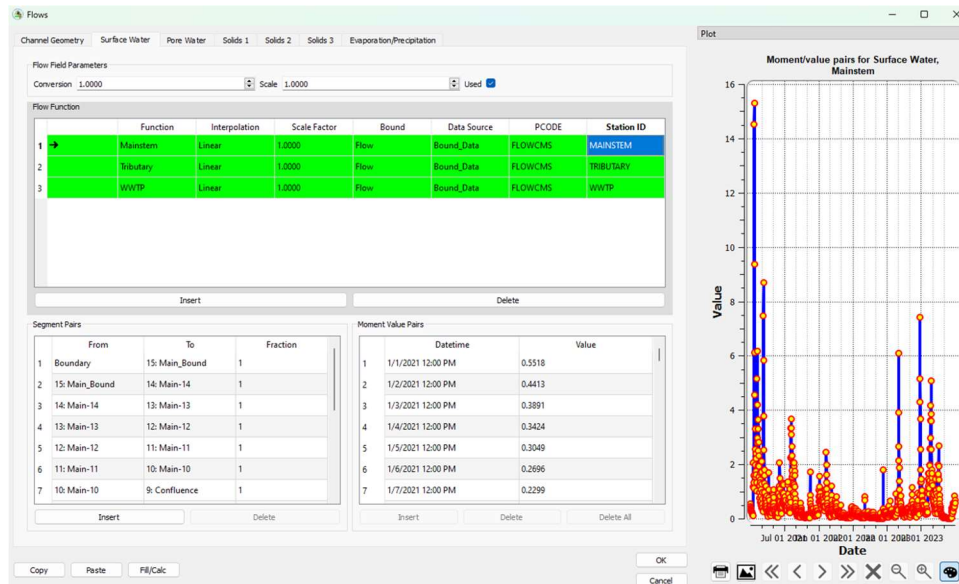 Flows
Channel Geometry Surface Water Pore Water Solids 1 Solids 2 Solids 3 Evaporation/Precipitation
Flow Field Parameters
Conversion 1.0000 Scale 1.0000 Used
Flow Function
Function Interpolation Scale Factor Bound Data Source PCODE Station ID
1 Mainstem Linear 1.0000 Flow Bound_Data FLOWCMS MAINSTEM
2 Tributary Linear 1.0000 Flow Bound_Data FLOWCMS TRIBUTARY
3 WWTP Linear 1.0000 Flow Bound_Data FLOWCMS WWTP
Insert Delete
Segment Pairs
From To Fraction
1 Boundary 15: Main_Bound 1
2 15: Main_Bound 14: Main-14 1
3 14: Main-14 13: Main-13 1
4 13: Main-13 12: Main-12 1
5 12: Main-12 11: Main-11 1
6 11: Main-11 10: Main-10 1
7 10: Main-10 9: Confluence 1
Insert Delete
Moment Value Pairs
Datetime Value
1 1/1/2021 12:00 PM 0.5518
2 1/2/2021 12:00 PM 0.4413
3 1/3/2021 12:00 PM 0.3891
4 1/4/2021 12:00 PM 0.3424
5 1/5/2021 12:00 PM 0.3049
6 1/6/2021 12:00 PM 0.2696
7 1/7/2021 12:00 PM 0.2299
Insert Delete Delete All
Copy Paste Fill/Calc
OK
Cancel
Plot
Moment/value pairs for Surface Water,
Mainstem
16
14
12
10
8
6
4
2
0
Value
Jul 01 2023
Date